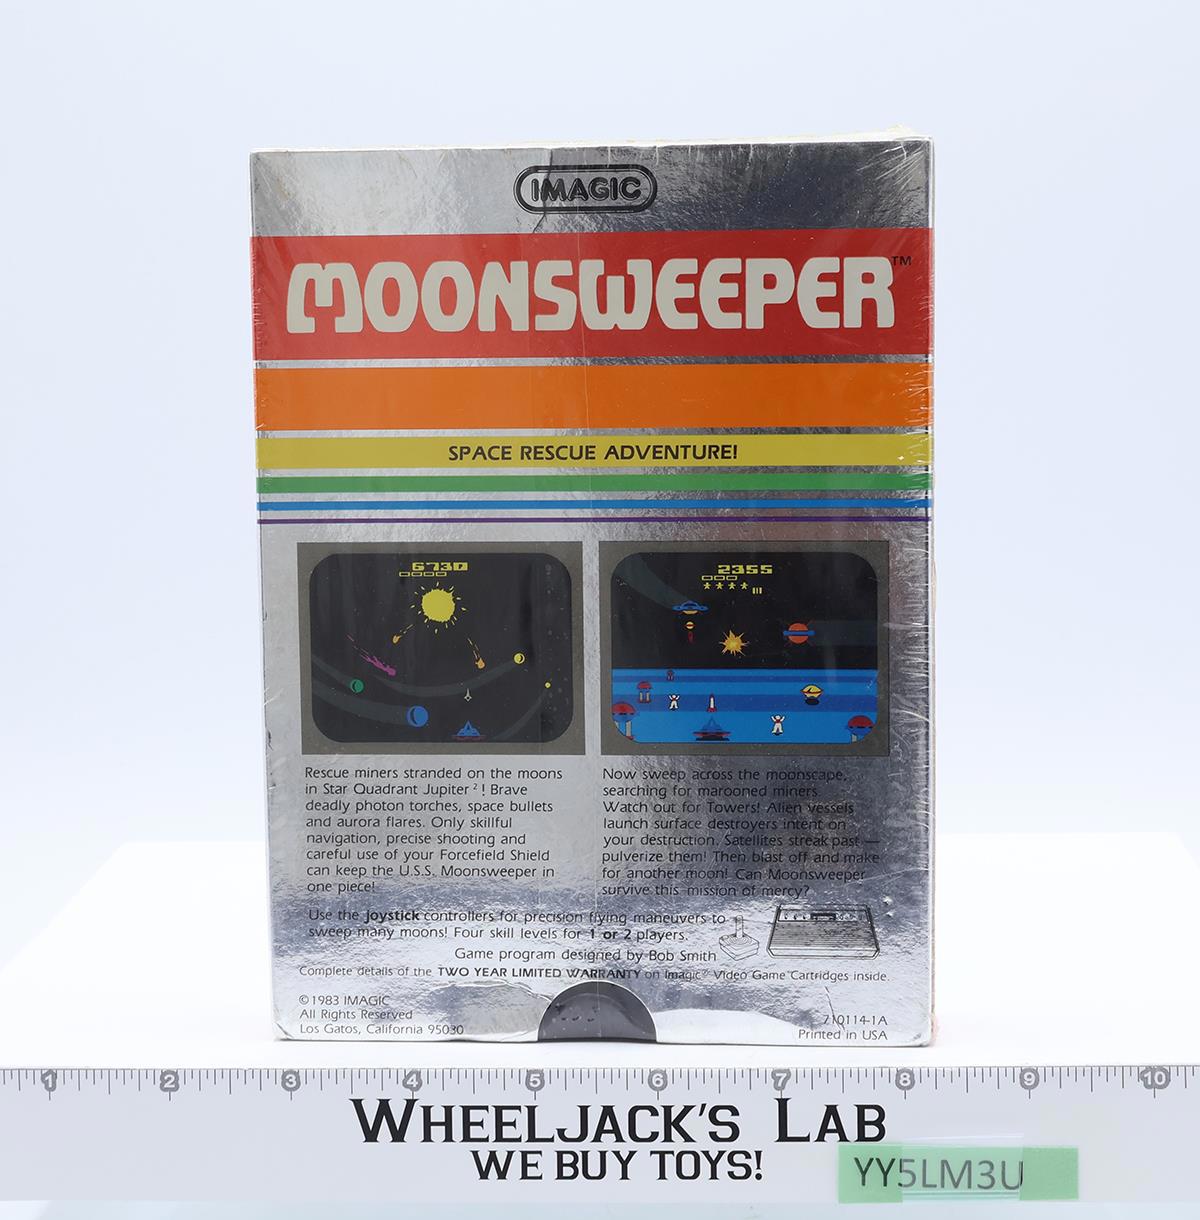 IMAGIC
MOONSWEEPER™
SPACE RESCUE ADVENTURE!
6730
2355
Rescue miners stranded on the moons
in Star Quadrant Jupiter²! Brave
deadly photon torches, space bullets
and aurora flares. Only skillful
navigation, precise shooting and
careful use of your Forcefield Shield
can keep the U.S.S. Moonsweeper in
one piece!
Now sweep across the moonscape,
searching for marooned miners.
Watch out for Towers! Alien vessels
launch surface destroyers intent on
your destruction. Satellites streak past —
pulverize them! Then blast off and make
for another moon! Can Moonsweeper
survive this mission of mercy?
Use the Joystick controllers for precision flying maneuvers to
sweep many moons! Four skill levels for 1 or 2 players.
Game program designed by Bob Smith
Complete details of the TWO YEAR LIMITED WARRANTY on Imagic® Video Game Cartridges inside.
©1983 IMAGIC
All Rights Reserved
Los Gatos, California 95030
710114-1A
Printed in USA
1 2 3 4 5 6 7 8 9 10
WHEELJACK'S LAB
WE BUY TOYS!
YY5LM3U